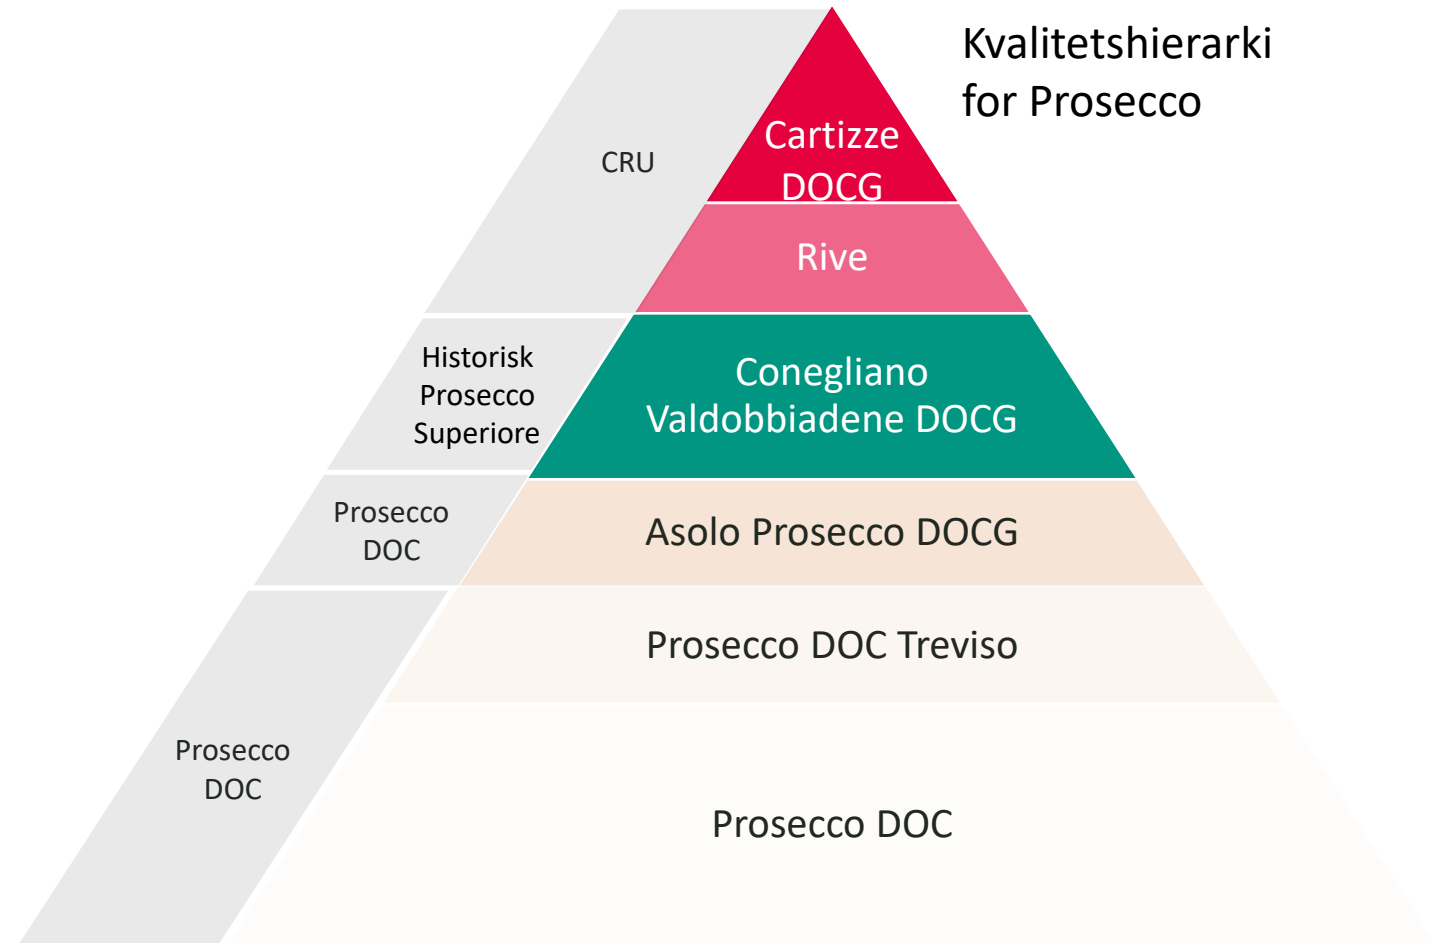 Kvalitetshierarki
for Prosecco
CRU
Cartizze
DOCG
Rive
Historisk
Prosecco
Superiore
Conegliano
Valdobbiadene DOCG
Prosecco
DOC
Asolo Prosecco DOCG
Prosecco DOC Treviso
Prosecco
DOC
Prosecco DOC